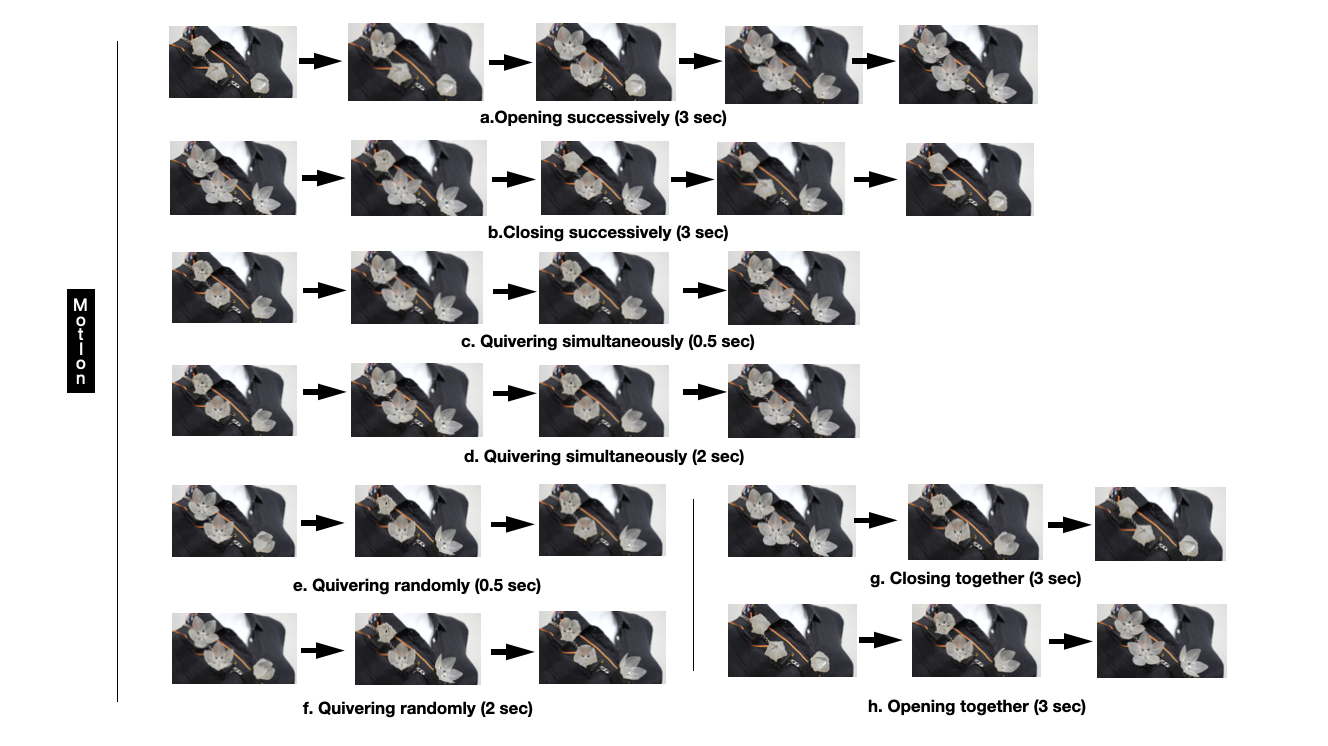 MotIon
a.Opening successively (3 sec)
b.Closing successively (3 sec)
c. Quivering simultaneously (0.5 sec)
d. Quivering simultaneously (2 sec)
e. Quivering randomly (0.5 sec)
g. Closing together (3 sec)
f. Quivering randomly (2 sec)
h. Opening together (3 sec)